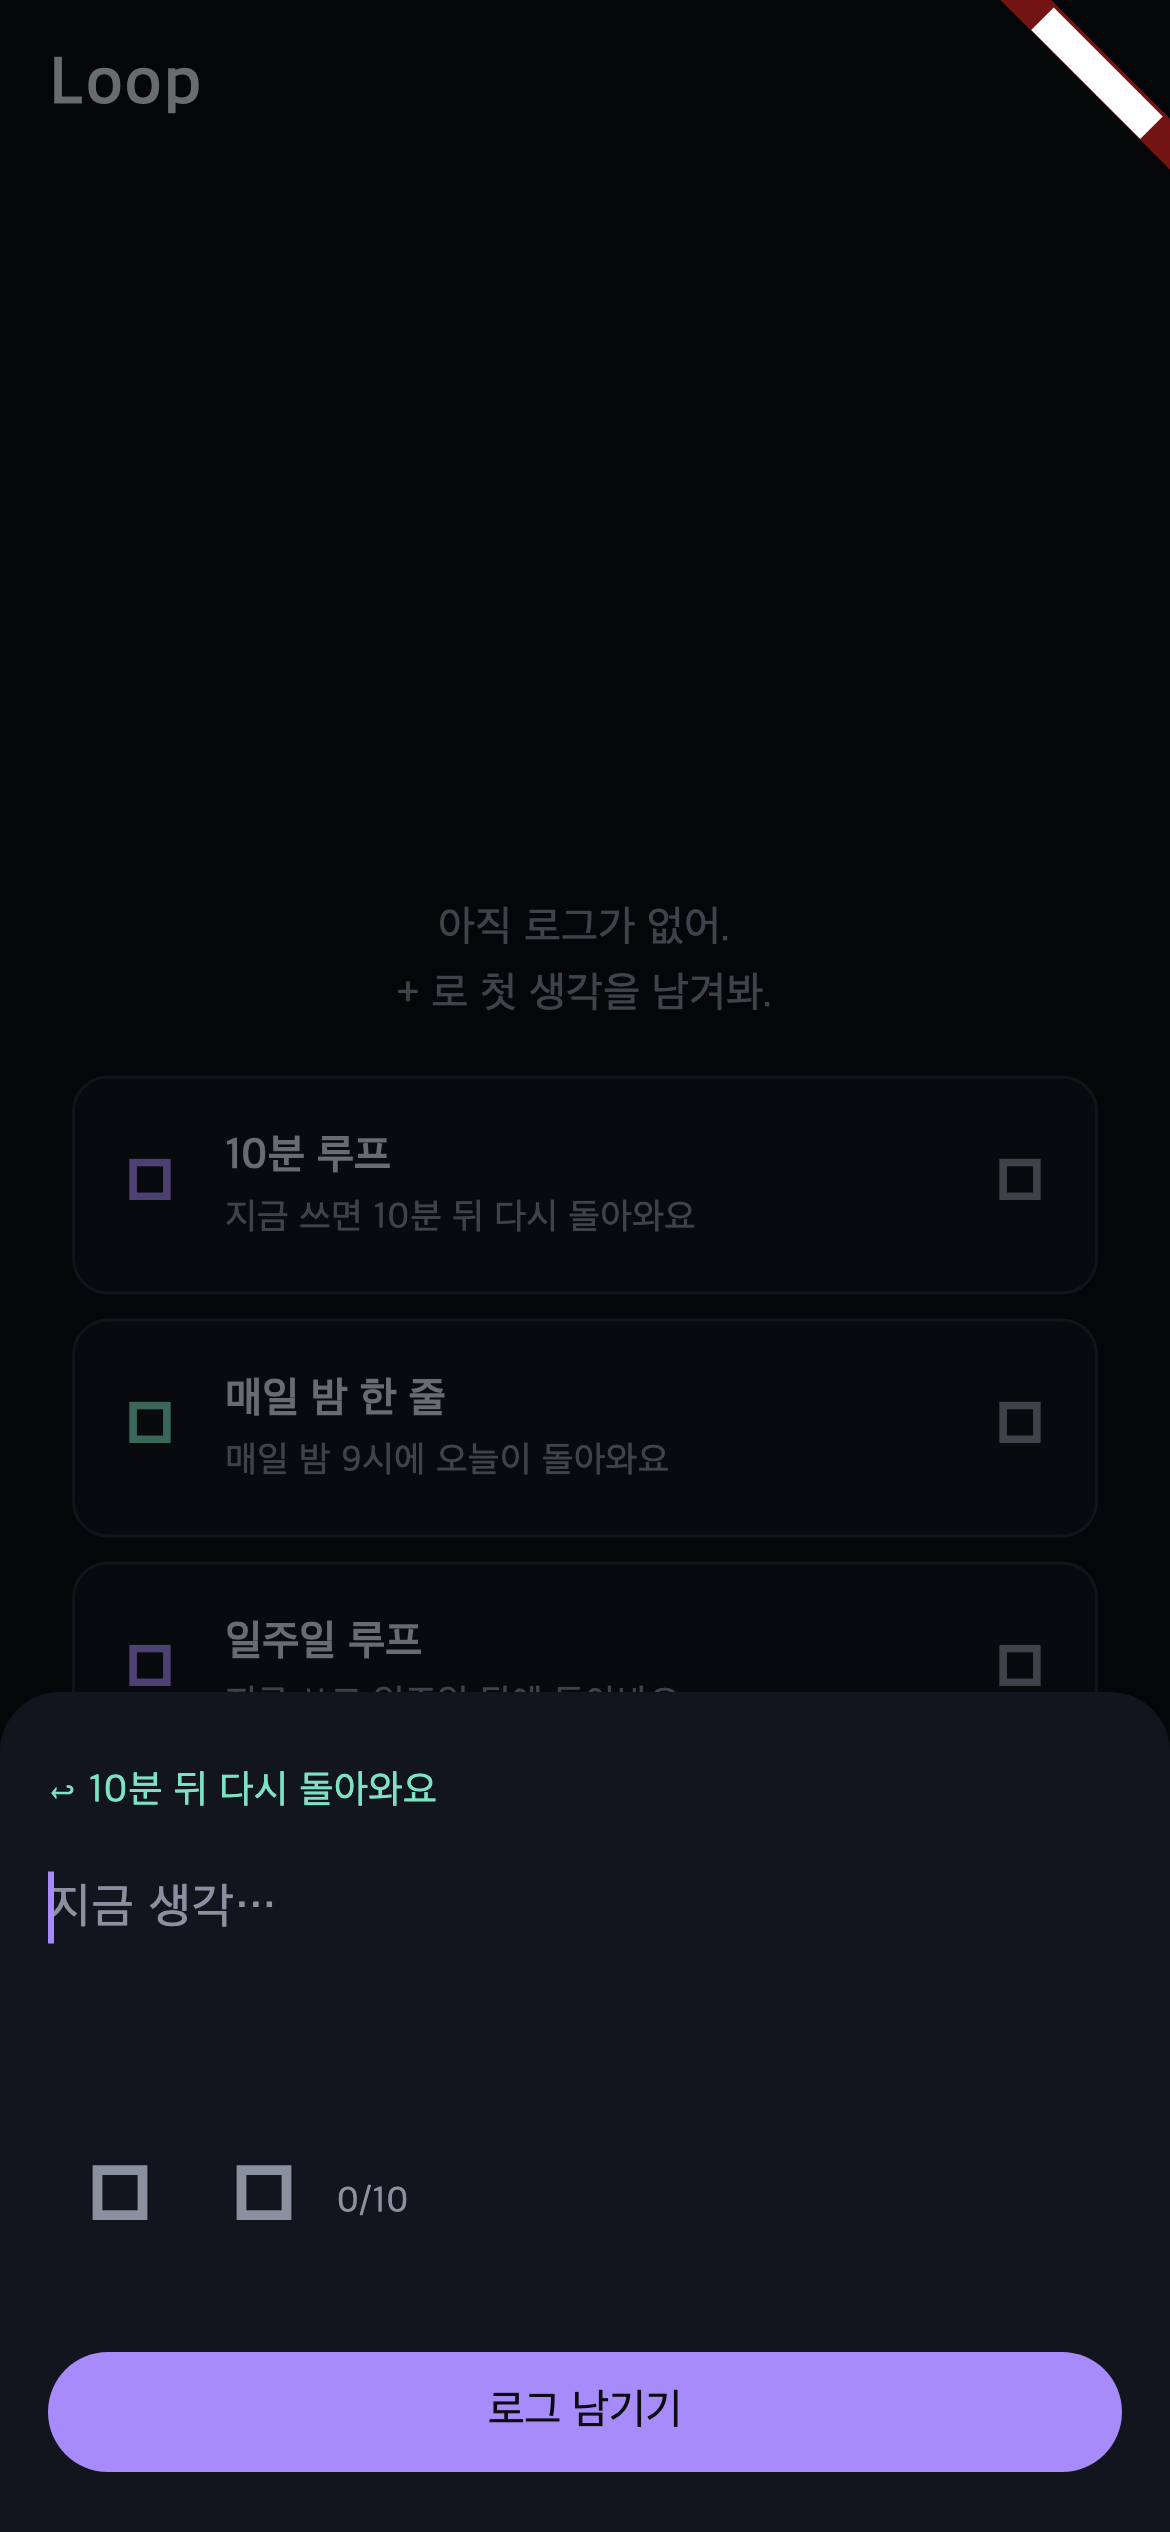 Loop
아직 로그가 없어.
+ 로 첫 생각을 남겨봐.
10분 루프
지금 쓰면 10분 뒤 다시 돌아와요
매일 밤 한 줄
매일 밤 9시에 오늘이 돌아와요
일주일 루프
↩ 10분 뒤 다시 돌아와요
지금 생각…
0/10
로그 남기기